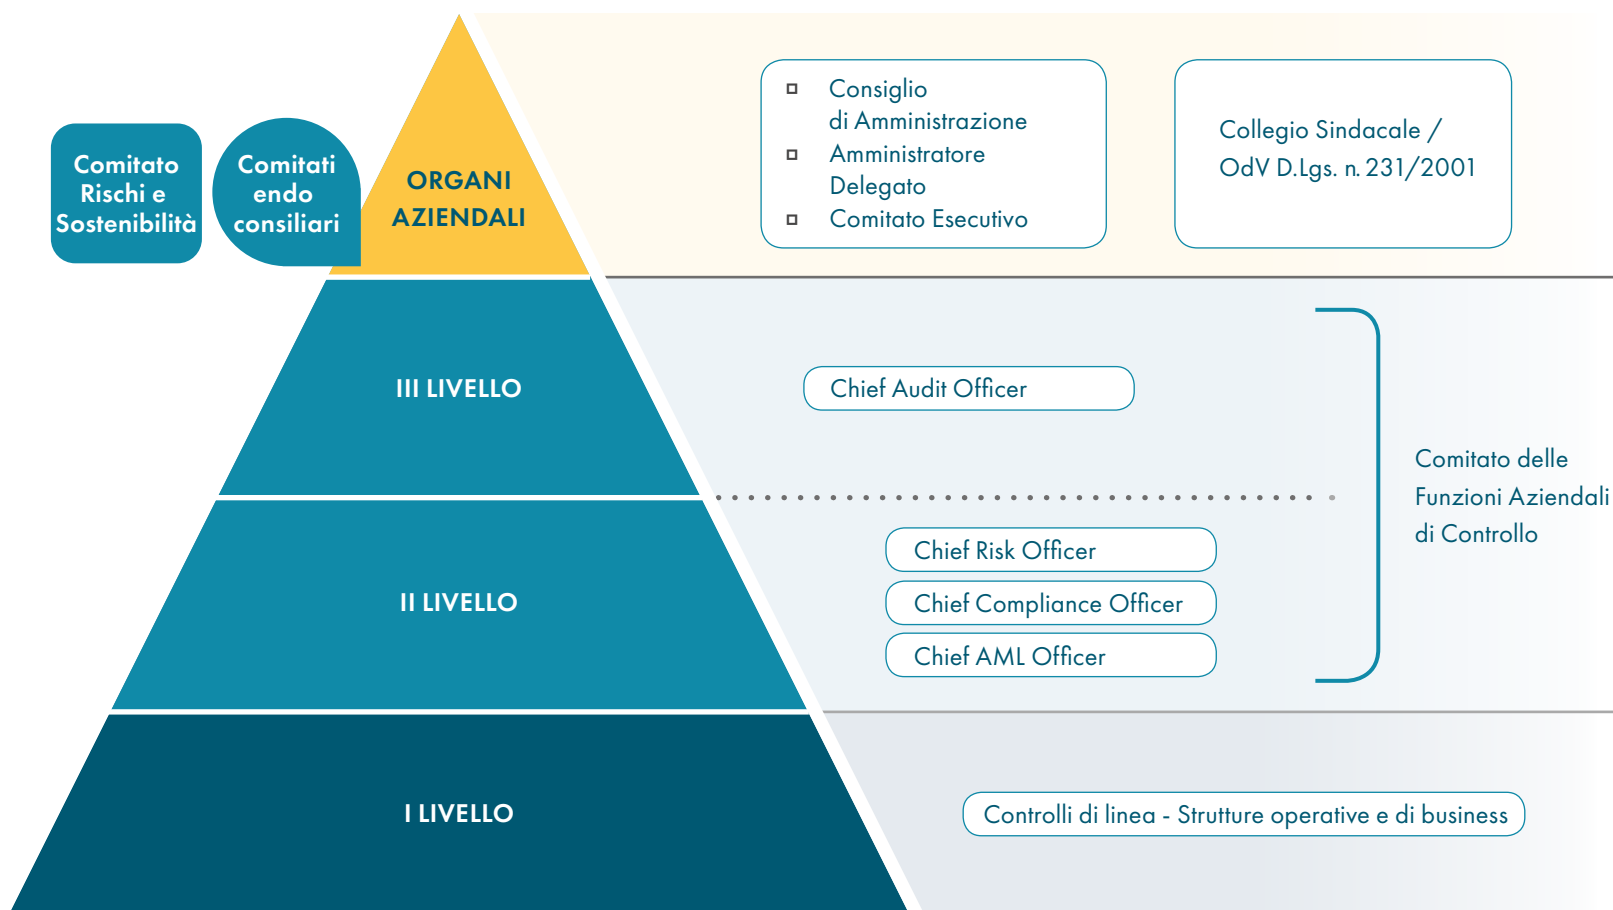 Comitato
Rischi e
Sostenibilità
Comitati
endo
consiliari
ORGANI
AZIENDALI
Consiglio
di Amministrazione
Amministratore
Delegato
Comitato Esecutivo
Collegio Sindacale /
OdV D.Lgs. n. 231/2001
III LIVELLO
Chief Audit Officer
Comitato delle
Funzioni Aziendali
di Controllo
II LIVELLO
Chief Risk Officer
Chief Compliance Officer
Chief AML Officer
I LIVELLO
Controlli di linea - Strutture operative e di business